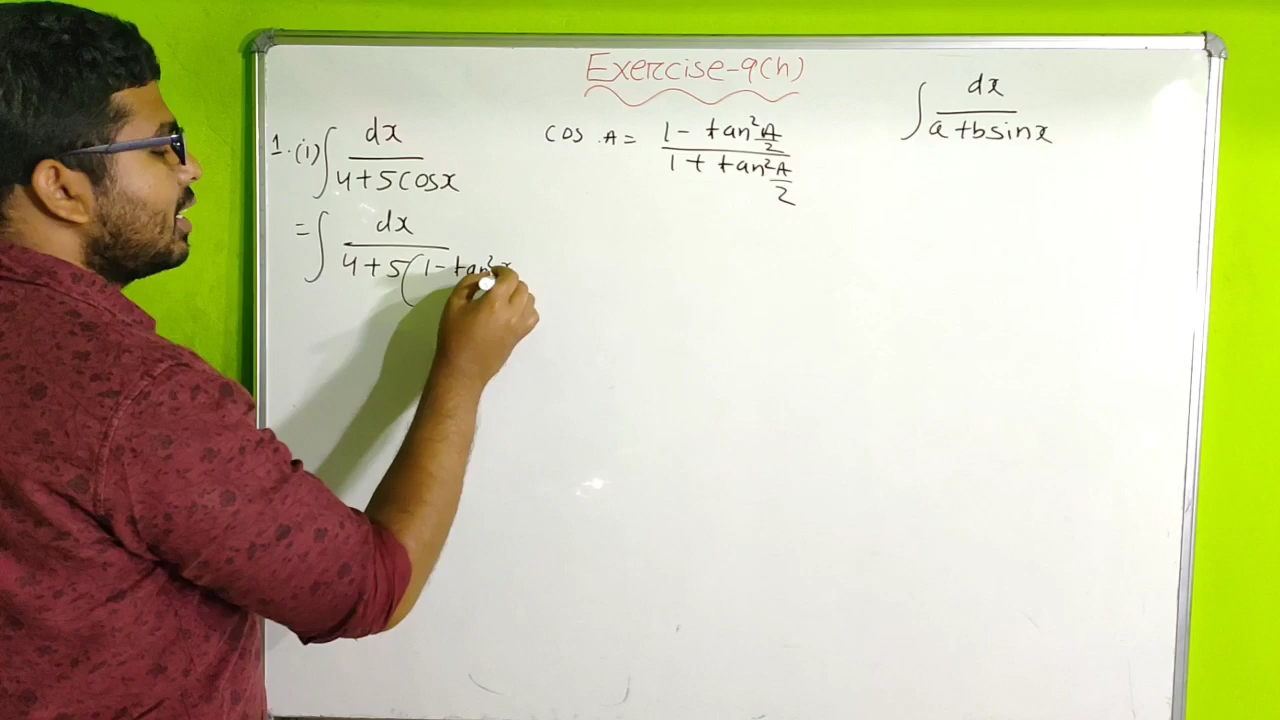 Exercise-9(h)
1.(i) ∫ dx / 4+5cosx
= ∫ dx / 4+5(1-tan²x
cos A = 1-tan²A/2 / 1+tan²A/2
∫ dx / a+bsinx